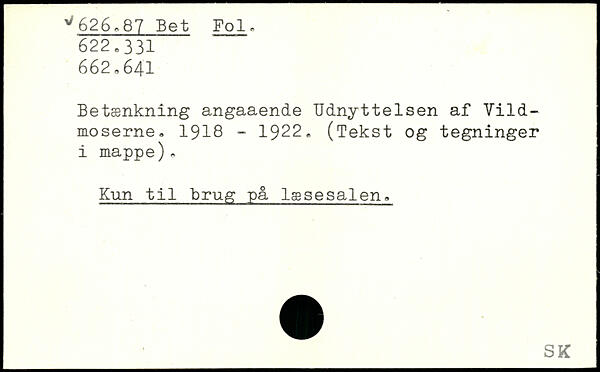 √ 626.87 Bet Fol.
622.331
662.641
Betænkning angaaende Udnyttelsen af Vild-
moserne. 1918 - 1922. (Tekst og tegninger
i mappe).
Kun til brug på læsesalen.
SK